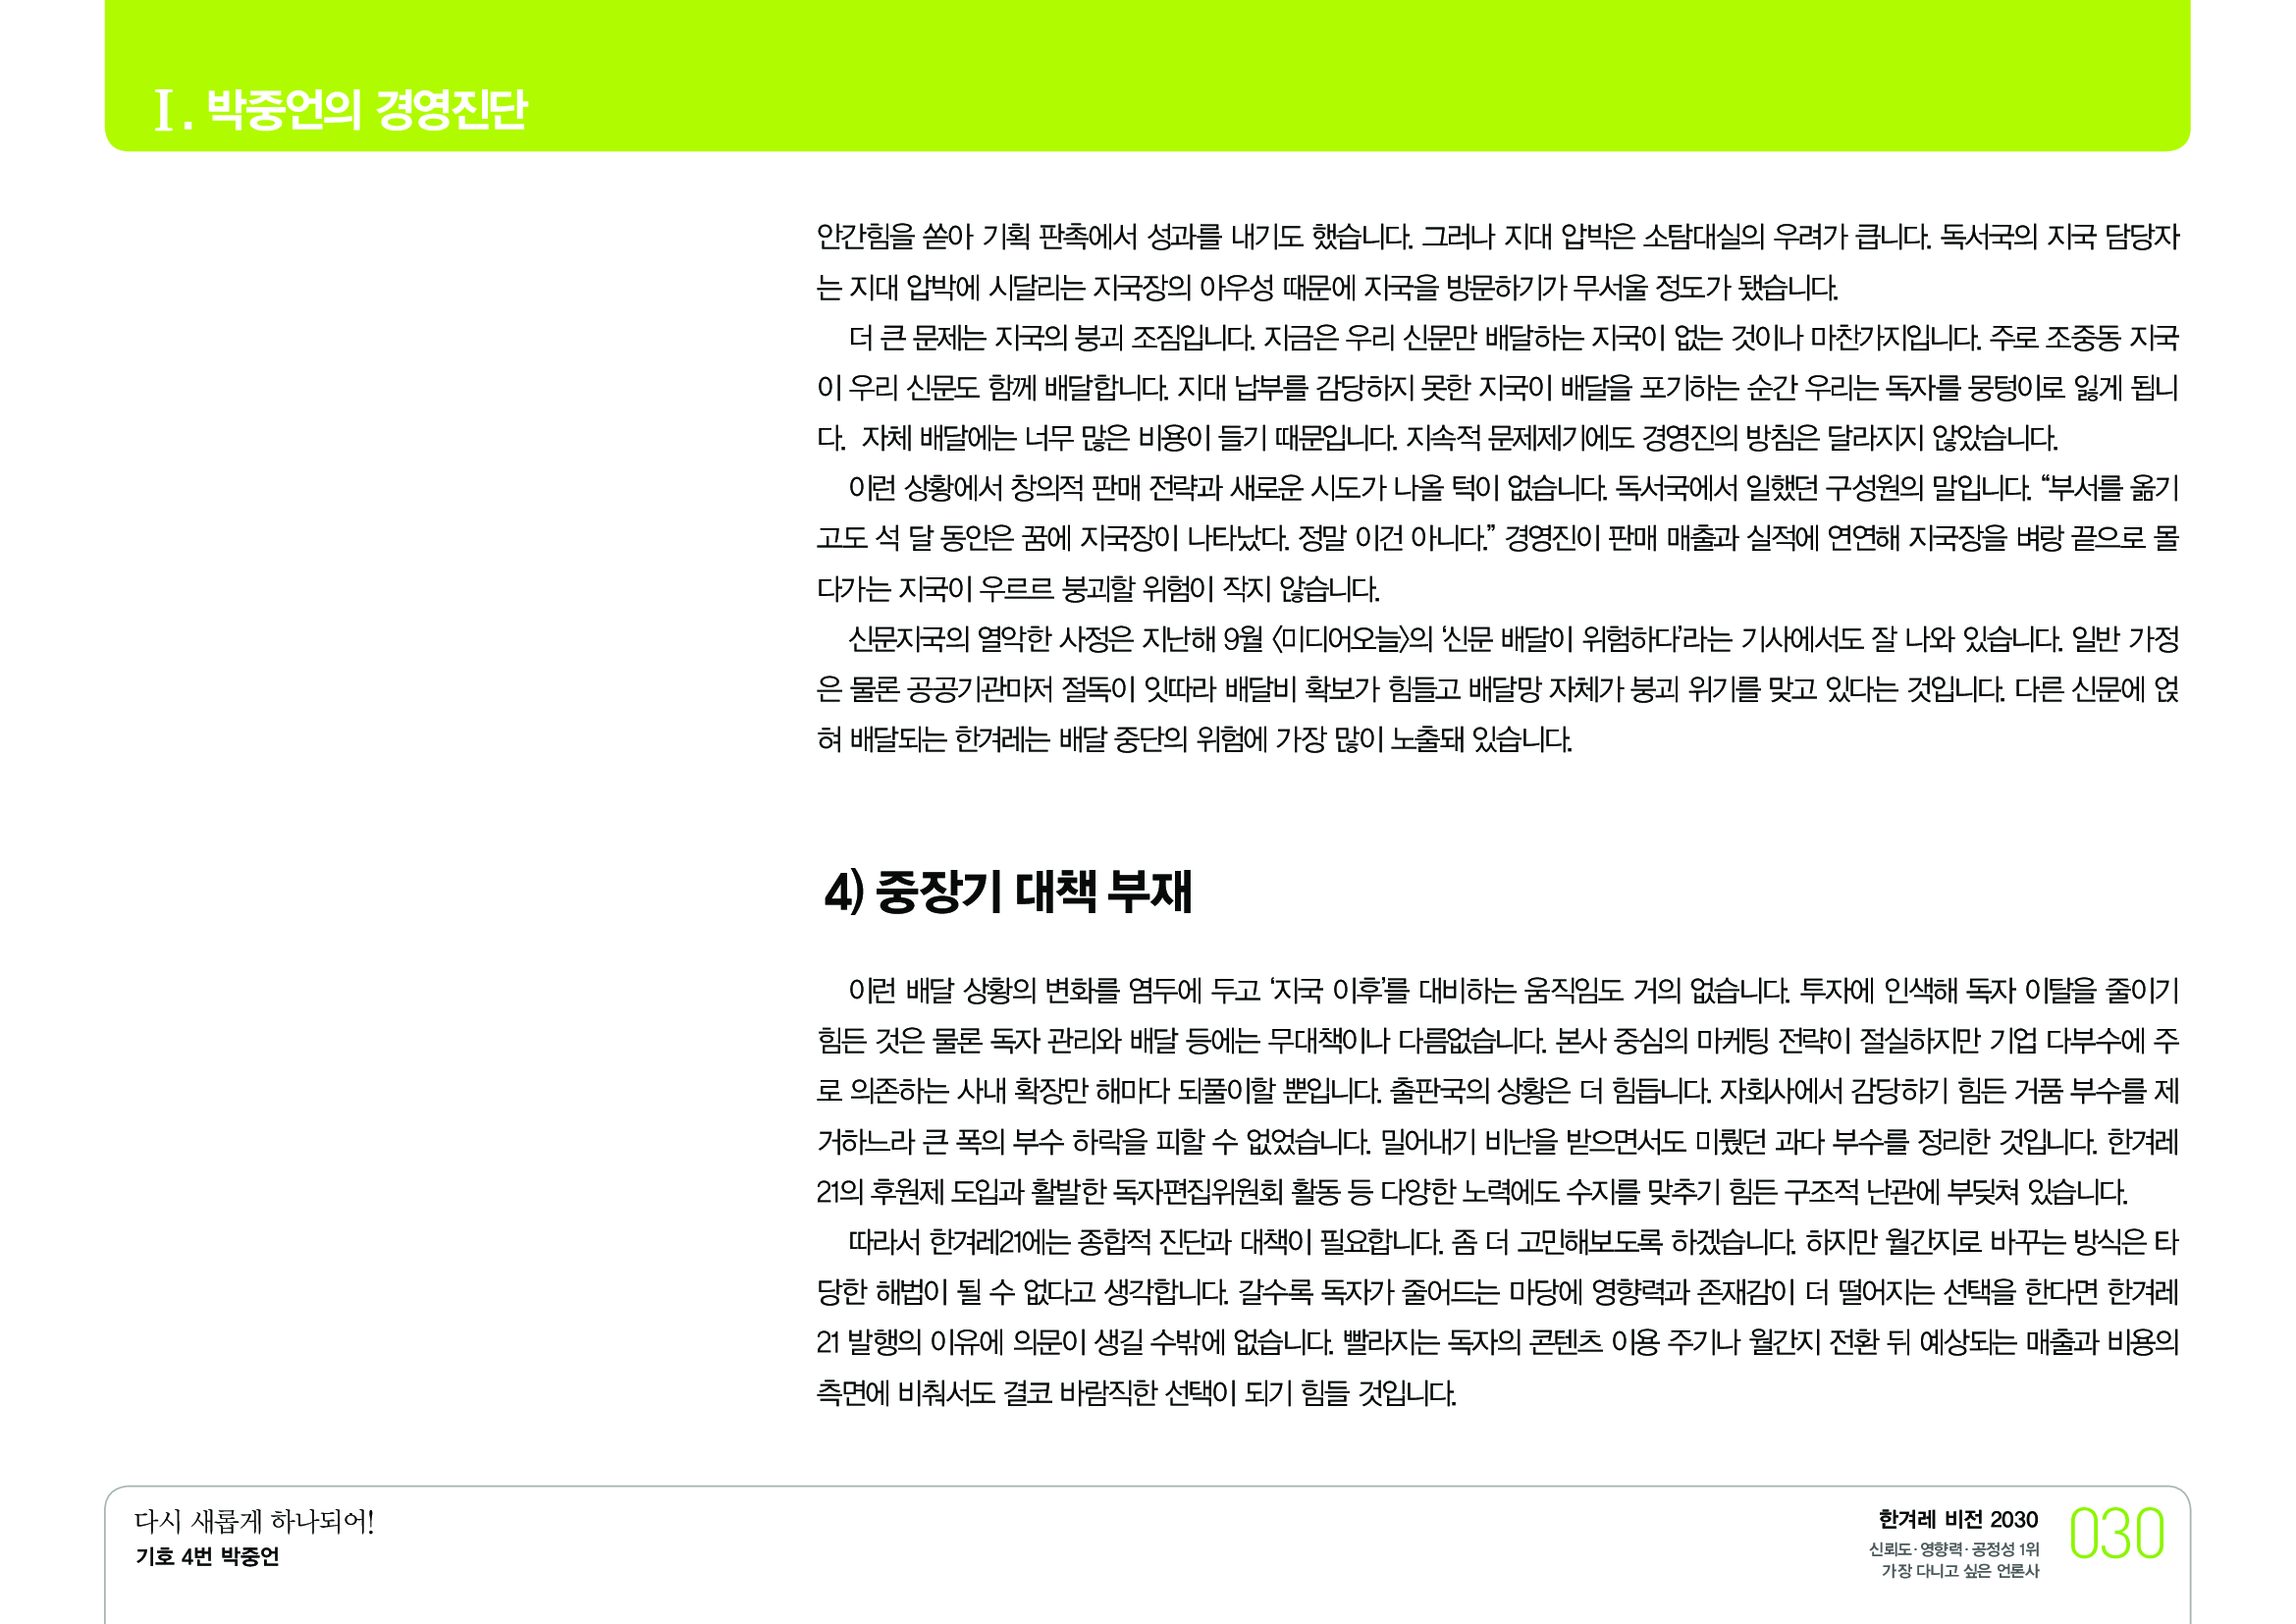 I. 박중언의 경영진단
안간힘을 쏟아 기획 판촉에서 성과를 내기도 했습니다. 그러나 지대 압박은 소탐대실의 우려가 큽니다. 독서국의 지국 담당자
는 지대 압박에 시달리는 지국장의 아우성 때문에 지국을 방문하기가 무서울 정도가 됐습니다.
더 큰 문제는 지국의 붕괴 조짐입니다. 지금은 우리 신문만 배달하는 지국이 없는 것이나 마찬가지입니다. 주로 조중동 지국
이 우리 신문도 함께 배달합니다. 지대 납부를 감당하지 못한 지국이 배달을 포기하는 순간 우리는 독자를 뭉텅이로 잃게 됩니
다. 자체 배달에는 너무 많은 비용이 들기 때문입니다. 지속적 문제제기에도 경영진의 방침은 달라지지 않았습니다.
이런 상황에서 창의적 판매 전략과 새로운 시도가 나올 턱이 없습니다. 독서국에서 일했던 구성원의 말입니다. “부서를 옮기
고도 석 달 동안은 꿈에 지국장이 나타났다. 정말 이건 아니다.” 경영진이 판매 매출과 실적에 연연해 지국장을 벼랑 끝으로 몰
다가는 지국이 우르르 붕괴할 위험이 작지 않습니다.
신문지국의 열악한 사정은 지난해 9월 〈미디어오늘〉의 ‘신문 배달이 위험하다’라는 기사에서도 잘 나와 있습니다. 일반 가정
은 물론 공공기관마저 절독이 잇따라 배달비 확보가 힘들고 배달망 자체가 붕괴 위기를 맞고 있다는 것입니다. 다른 신문에 얹
혀 배달되는 한겨레는 배달 중단의 위험에 가장 많이 노출돼 있습니다.
4) 중장기 대책 부재
이런 배달 상황의 변화를 염두에 두고 ‘지국 이후’를 대비하는 움직임도 거의 없습니다. 투자에 인색해 독자 이탈을 줄이기
힘든 것은 물론 독자 관리와 배달 등에는 무대책이나 다름없습니다. 본사 중심의 마케팅 전략이 절실하지만 기업 다부수에 주
로 의존하는 사내 확장만 해마다 되풀이할 뿐입니다. 출판국의 상황은 더 힘듭니다. 자회사에서 감당하기 힘든 거품 부수를 제
거하느라 큰 폭의 부수 하락을 피할 수 없었습니다. 밀어내기 비난을 받으면서도 미뤘던 과다 부수를 정리한 것입니다. 한겨레
21의 후원제 도입과 활발한 독자편집위원회 활동 등 다양한 노력에도 수지를 맞추기 힘든 구조적 난관에 부딪쳐 있습니다.
따라서 한겨레21에는 종합적 진단과 대책이 필요합니다. 좀 더 고민해보도록 하겠습니다. 하지만 월간지로 바꾸는 방식은 타
당한 해법이 될 수 없다고 생각합니다. 갈수록 독자가 줄어드는 마당에 영향력과 존재감이 더 떨어지는 선택을 한다면 한겨레
21 발행의 이유에 의문이 생길 수밖에 없습니다. 빨라지는 독자의 콘텐츠 이용 주기나 월간지 전환 뒤 예상되는 매출과 비용의
측면에 비춰서도 결코 바람직한 선택이 되기 힘들 것입니다.
다시 새롭게 하나되어!
기호 4번 박중언
한겨레 비전 2030
신뢰도·영향력·공정성 1위
가장 다니고 싶은 언론사
030